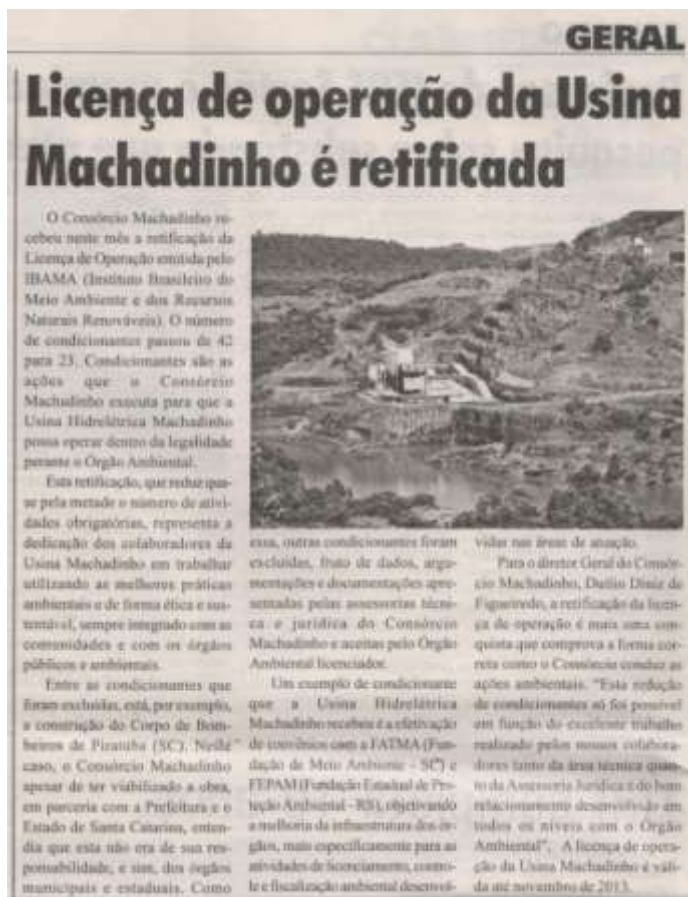 GERAL
Licença de operação da Usina
Machadinho é retificada
O Consórcio Machadinho re-
cebeu neste mês a retificação da
Licença de Operação emitida pelo
IBAMA (Instituto Brasileiro do
Meio Ambiente e dos Recursos
Naturais Renováveis). O número
de condicionantes passou de 42
para 23. Condicionantes são as
ações que o Consórcio
Machadinho executa para que a
Usina Hidrelétrica Machadinho
possa operar dentro da legalidade
perante o Órgão Ambiental.
Esta retificação, que reduz qua-
se pela metade o número de ativi-
dades obrigatórias, representa a
dedicação dos colaboradores da
Usina Machadinho em trabalhar
utilizando as melhores práticas
ambientais e de forma ética e sus-
tentável, sempre integrado com as
comunidades e com os órgãos
públicos e ambientais.
Entre as condicionantes que
foram excluídas, está, por exemplo,
a construção do Corpo de Bom-
beiros de Piratuba (SC). Neste
caso, o Consórcio Machadinho
apesar de ter viabilizado a obra,
em parceria com a Prefeitura e o
Estado de Santa Catarina, enten-
dia que esta não era de sua res-
ponsabilidade, e sim, dos órgãos
municipais e estaduais. Como
essa, outras condicionantes foram
excluídas, fruto de dados, argu-
mentações e documentações apre-
sentadas pelas assessorias técni-
ca e jurídica do Consórcio
Machadinho e aceitas pelo Órgão
Ambiental licenciador.
Um exemplo de condicionante
que a Usina Hidrelétrica
Machadinho recebeu é a efetivação
de convênios com a FATMA (Fun-
dação de Meio Ambiente - SC) e
FEPAM (Fundação Estadual de Pro-
teção Ambiental - RS), objetivando
a melhoria da infraestrutura dos ór-
gãos, mais especificamente para as
atividades de licenciamento, contro-
le e fiscalização ambiental desenvol-
vidas nas áreas de atuação.
Para o diretor Geral do Consór-
cio Machadinho, Duílio Diniz de
Figueiredo, a retificação da licen-
ça de operação é mais uma con-
quista que comprova a forma cor-
reta como o Consórcio conduz as
ações ambientais. "Esta redução
de condicionantes só foi possível
em função do excelente trabalho
realizado pelos nossos colabora-
dores tanto da área técnica quan-
to da Assessoria Jurídica e do bom
relacionamento desenvolvido em
todos os níveis com o Órgão
Ambiental". A licença de opera-
ção da Usina Machadinho é váli-
da até novembro de 2013.